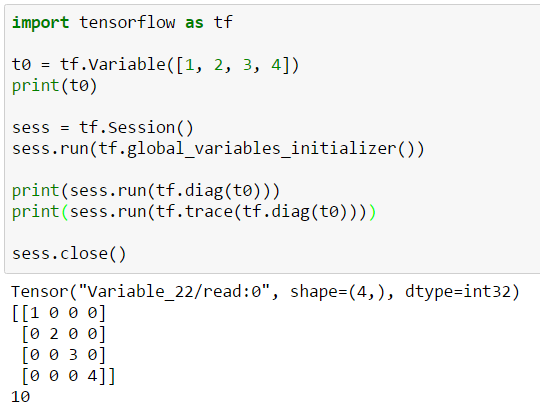 import tensorflow as tf
t0 = tf.Variable([1, 2, 3, 4])
print(t0)
sess = tf.Session()
sess.run(tf.global_variables_initializer())
print(sess.run(tf.diag(t0)))
print(sess.run(tf.trace(tf.diag(t0))))
sess.close()
Tensor("Variable_22/read:0", shape=(4,), dtype=int32)
[[1 0 0 0]
 [0 2 0 0]
 [0 0 3 0]
 [0 0 0 4]]
10